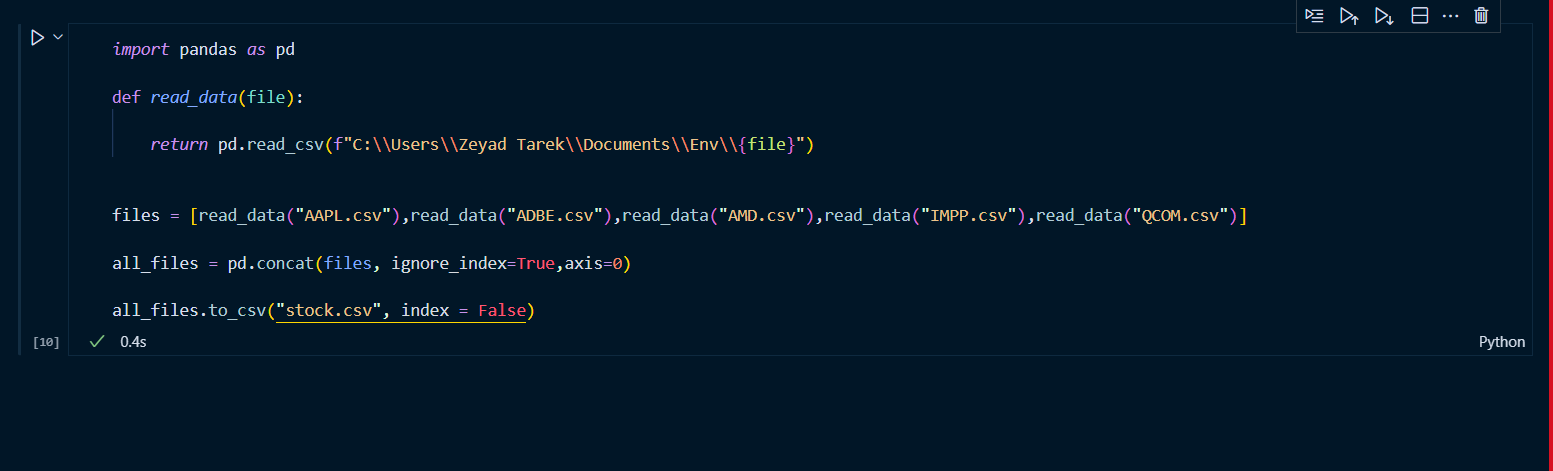 import pandas as pd
def read_data(file):
return pd.read_csv(f"C:\\Users\\Zeyad Tarek\\Documents\\Env\\{file}")
files = [read_data("AAPL.csv"),read_data("ADBE.csv"),read_data("AMD.csv"),read_data("IMPP.csv"),read_data("QCOM.csv")]
all_files = pd.concat(files, ignore_index=True,axis=0)
all_files.to_csv("stock.csv", index = False)
[10] 0.4s Python